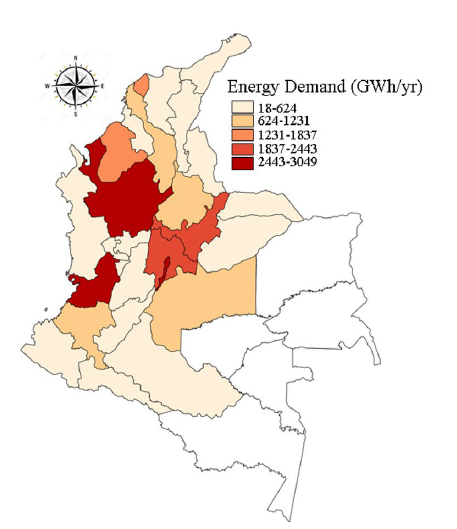 N
W E
S
Energy Demand (GWh/yr)
18-624
624-1231
1231-1837
1837-2443
2443-3049